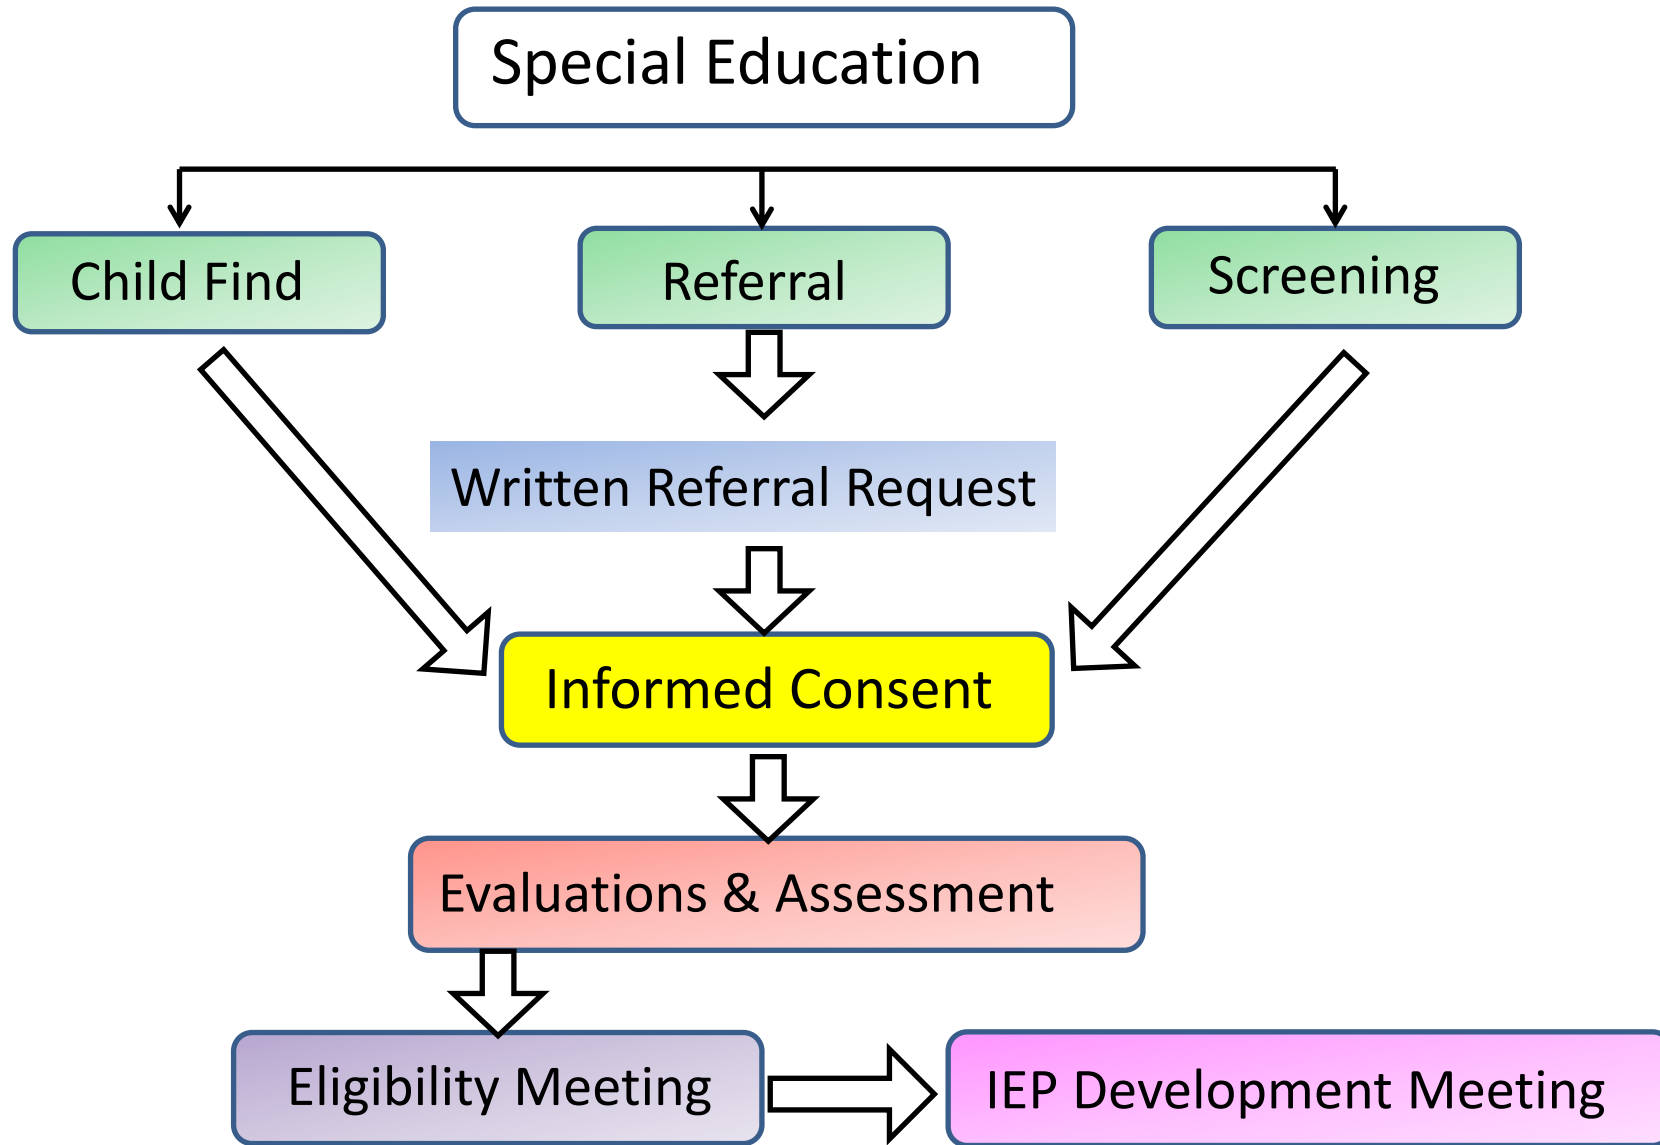 Special Education
Child Find
Referral
Screening
Written Referral Request
Informed Consent
Evaluations & Assessment
Eligibility Meeting
IEP Development Meeting